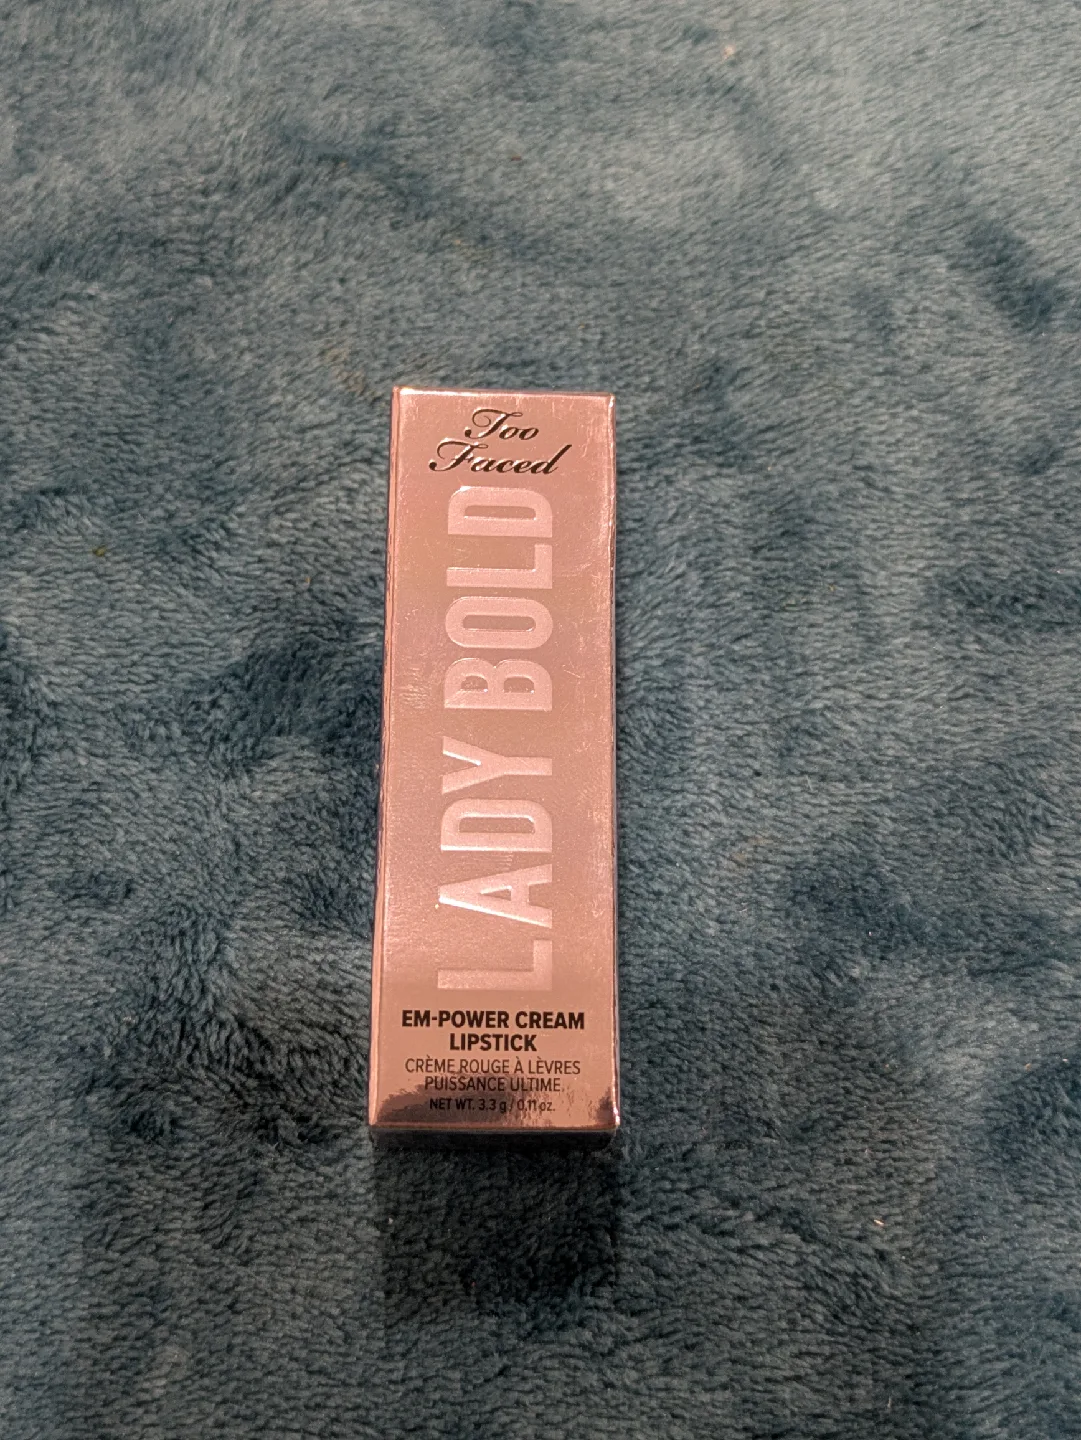 Too
Faced
LADY BOLD
EM-POWER CREAM
LIPSTICK
CRÈME ROUGE À LÈVRES
PUISSANCE ULTIME
NET WT. 3.3 g / 0.11 oz.